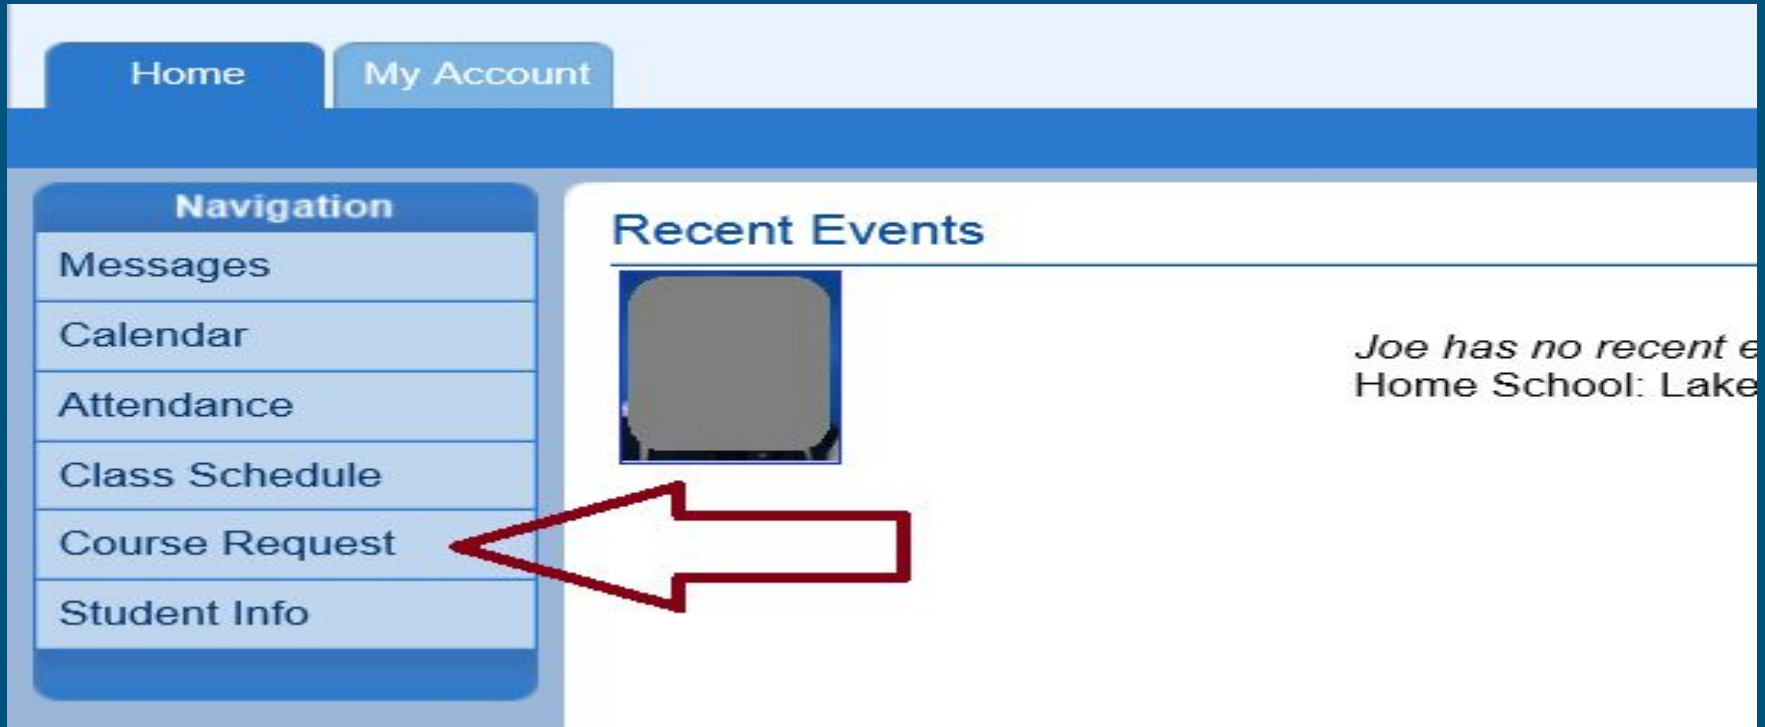 Home
My Account
Navigation
Messages
Calendar
Attendance
Class Schedule
Course Request
Student Info
Recent Events
Joe has no recent
Home School: Lake